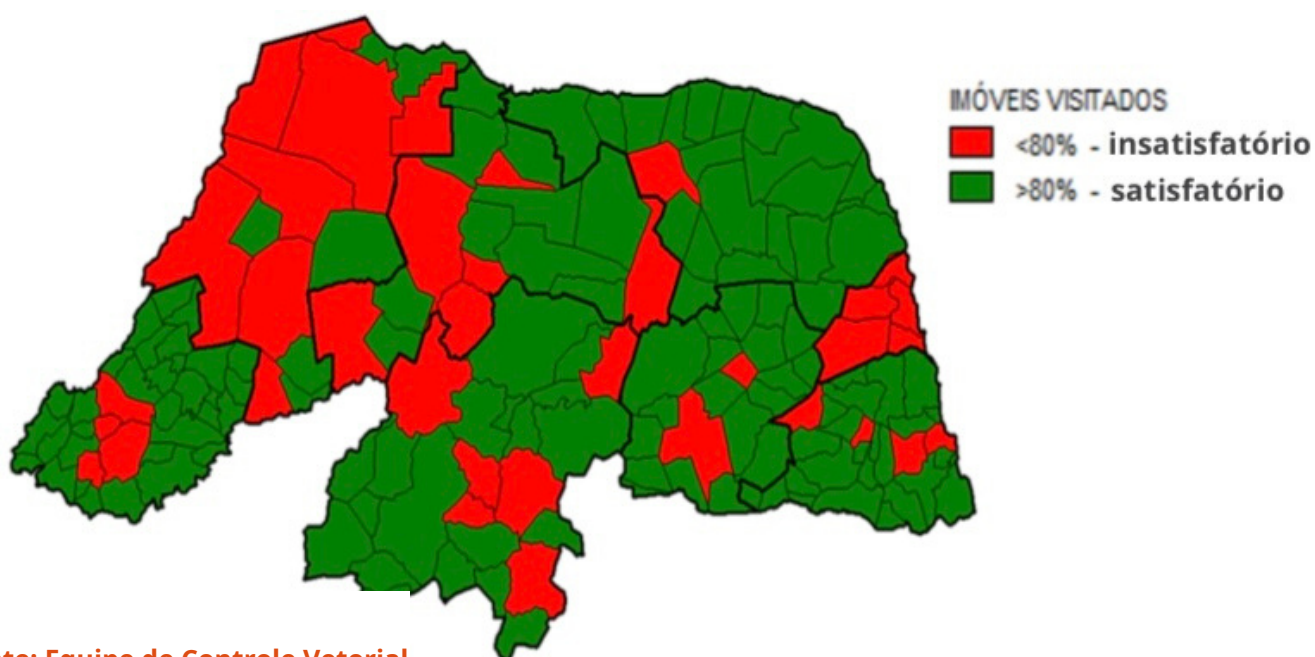 IMÓVEIS VISITADOS
<80% - insatisfatório
>80% - satisfatório
Equipe de Controle Vetorial